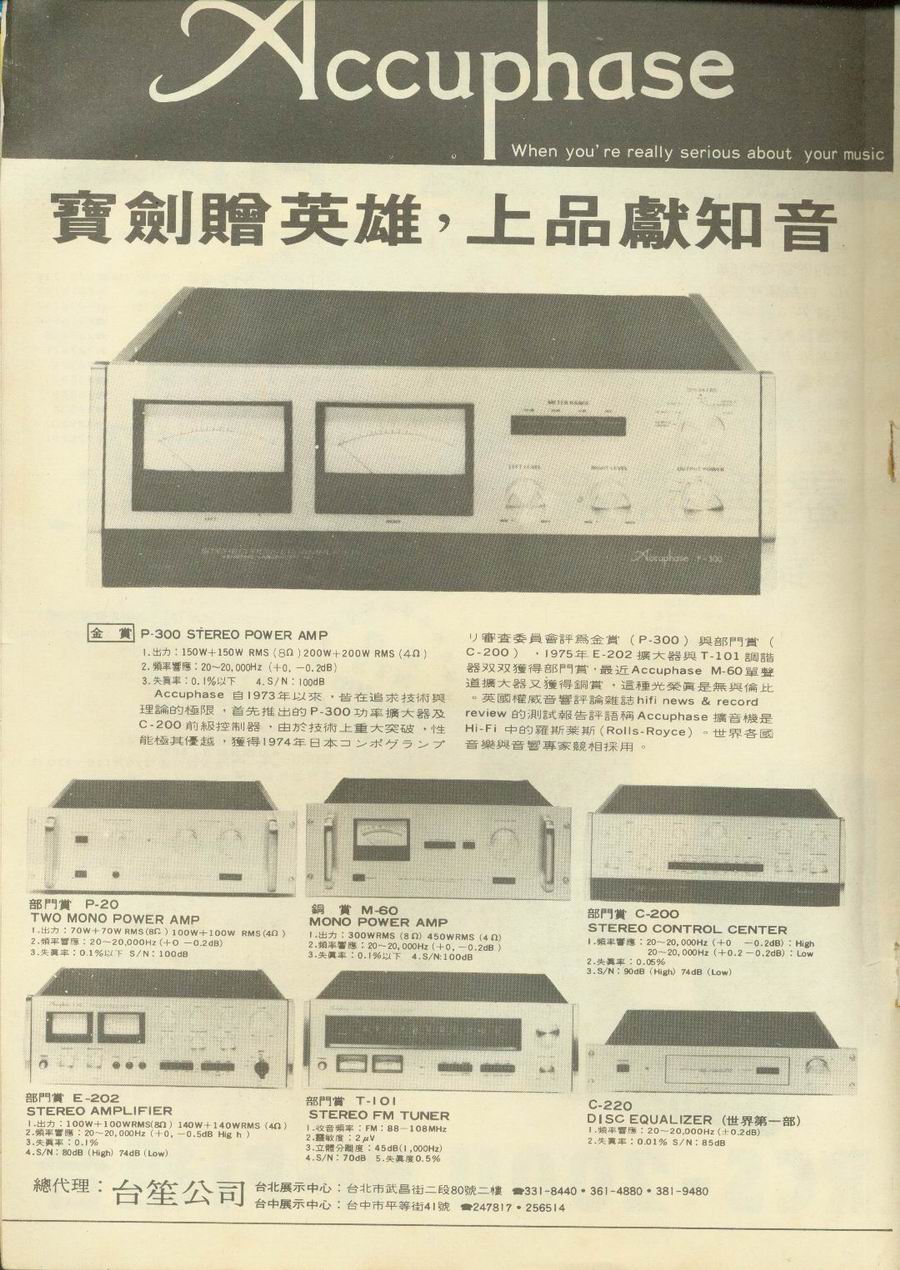 Accuphase
When you're really serious about your music
寶劍贈英雄，上品獻知音
METER RANGE
LEFT LEVEL
RIGHT LEVEL
OUTPUT POWER
Accuphase P-300
金賞 P-300 STEREO POWER AMP
1.出力：150W+150W RMS (8Ω) 200W+200W RMS (4Ω)
2.頻率響應：20~20,000Hz (+0, -0.2dB)
3.失真率：0.1%以下 4.S/N：100dB
Accuphase 自1973年以來，皆在追求技術與
理論的極限，首先推出的P-300功率擴大器及
C-200前級控制器，由於技術上重大突破，性
能極其優越，獲得1974年日本コンポグランプ
リ審査委員會評為金賞（P-300）與部門賞（
C-200），1975年E-202擴大器與T-101調諧
器双双獲得部門賞，最近Accuphase M-60單聲
道擴大器又獲得銅賞，這種光榮真是無與倫比
。英國權威音響評論雜誌hifi news & record
review 的測試報告評語稱Accuphase 擴音機是
Hi-Fi 中的羅斯萊斯(Rolls-Royce)。世界各國
音樂與音響專家競相採用。
部門賞 P-20
TWO MONO POWER AMP
1.出力：70W+70W RMS(8Ω) 100W+100W RMS(4Ω)
2.頻率響應：20~20,000Hz (+0 -0.2dB)
3.失真率：0.1%以下 S/N：100dB
銅賞 M-60
MONO POWER AMP
1.出力：300WRMS (8Ω) 450WRMS (4Ω)
2.頻率響應：20~20,000Hz (+0, -0.2dB)
3.失真率：0.1%以下 4.S/N:100dB
部門賞 C-200
STEREO CONTROL CENTER
1.頻率響應：20~20,000Hz (+0 -0.2dB)：High
20~20,000Hz (+0.2 -0.2dB)：Low
2.失真率：0.05%
3.S/N：90dB (High) 74dB (Low)
部門賞 E-202
STEREO AMPLIFIER
1.出力：100W+100WRMS(8Ω) 140W+140WRMS (4Ω)
2.頻率響應：20~20,000Hz (+0, -0.5dB High)
3.失真率：0.1%
4.S/N：80dB (High) 74dB (Low)
部門賞 T-101
STEREO FM TUNER
1.收音頻率：FM：88-108MHz
2.靈敏度：2μV
3.立體分離度：45dB(1,000Hz)
4.S/N：70dB 5.失真度0.5%
C-220
DISC EQUALIZER (世界第一部)
1.頻率響應：20~20,000Hz (±0.2dB)
2.失真率：0.01% S/N：85dB
總代理：台笙公司
台北展示中心：台北市武昌街二段80號二樓 ☎331-8440•361-4880•381-9480
台中展示中心：台中市平等街41號 ☎247817•256514